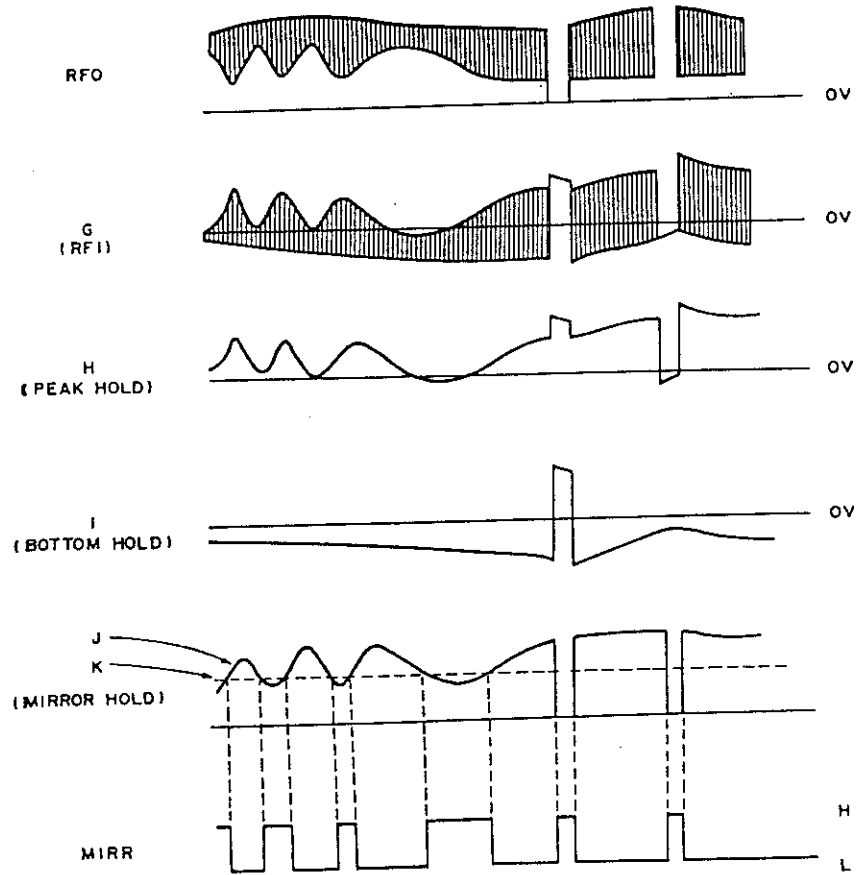 RFO
OV
G
(RFI)
OV
H
(PEAK HOLD)
OV
I
(BOTTOM HOLD)
OV
J
K
(MIRROR HOLD)
H
MIRR
L